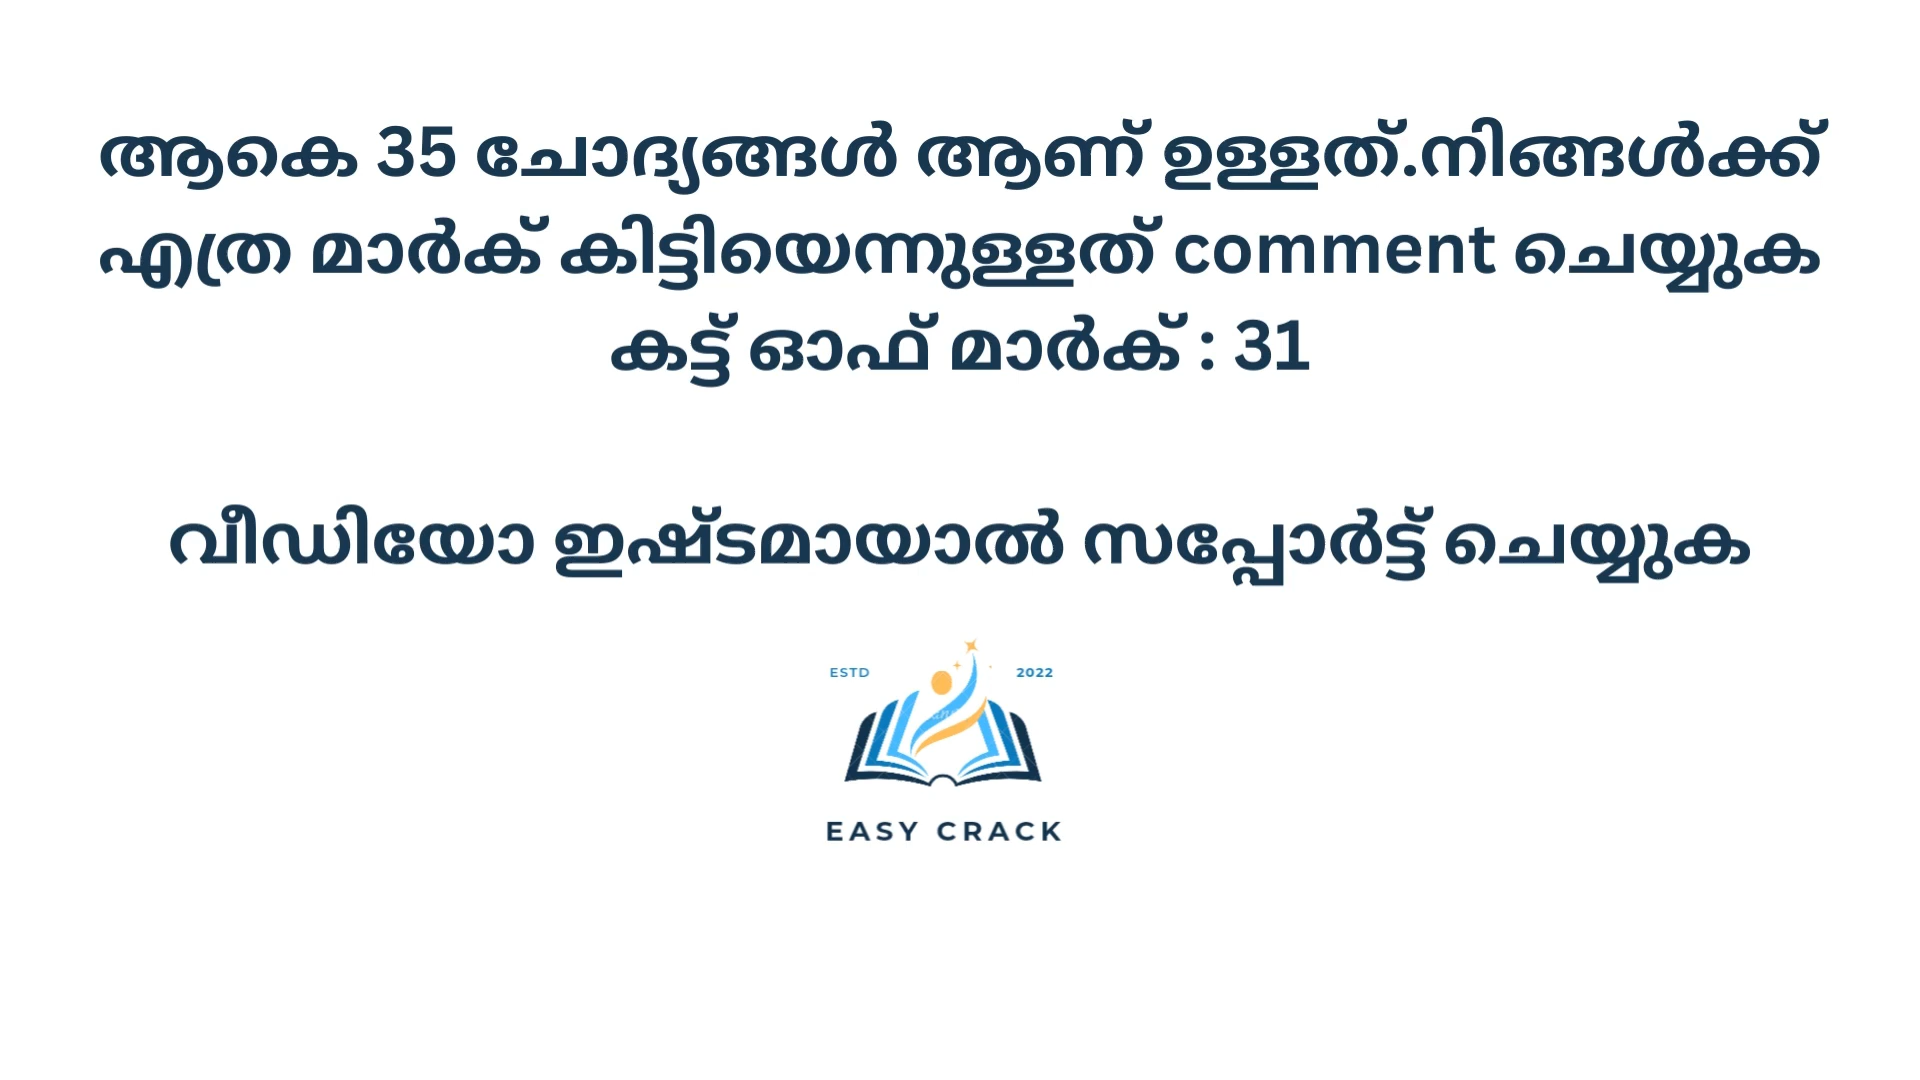 ആകെ 35 ചോദ്യങ്ങൾ ആണ് ഉള്ളത്.നിങ്ങൾക്ക്
എത്ര മാർക് കിട്ടിയെന്നുള്ളത് comment ചെയ്യുക
കട്ട് ഓഫ് മാർക് : 31
വീഡിയോ ഇഷ്ടമായാൽ സപ്പോർട്ട് ചെയ്യുക
ESTD 2022
EASY CRACK